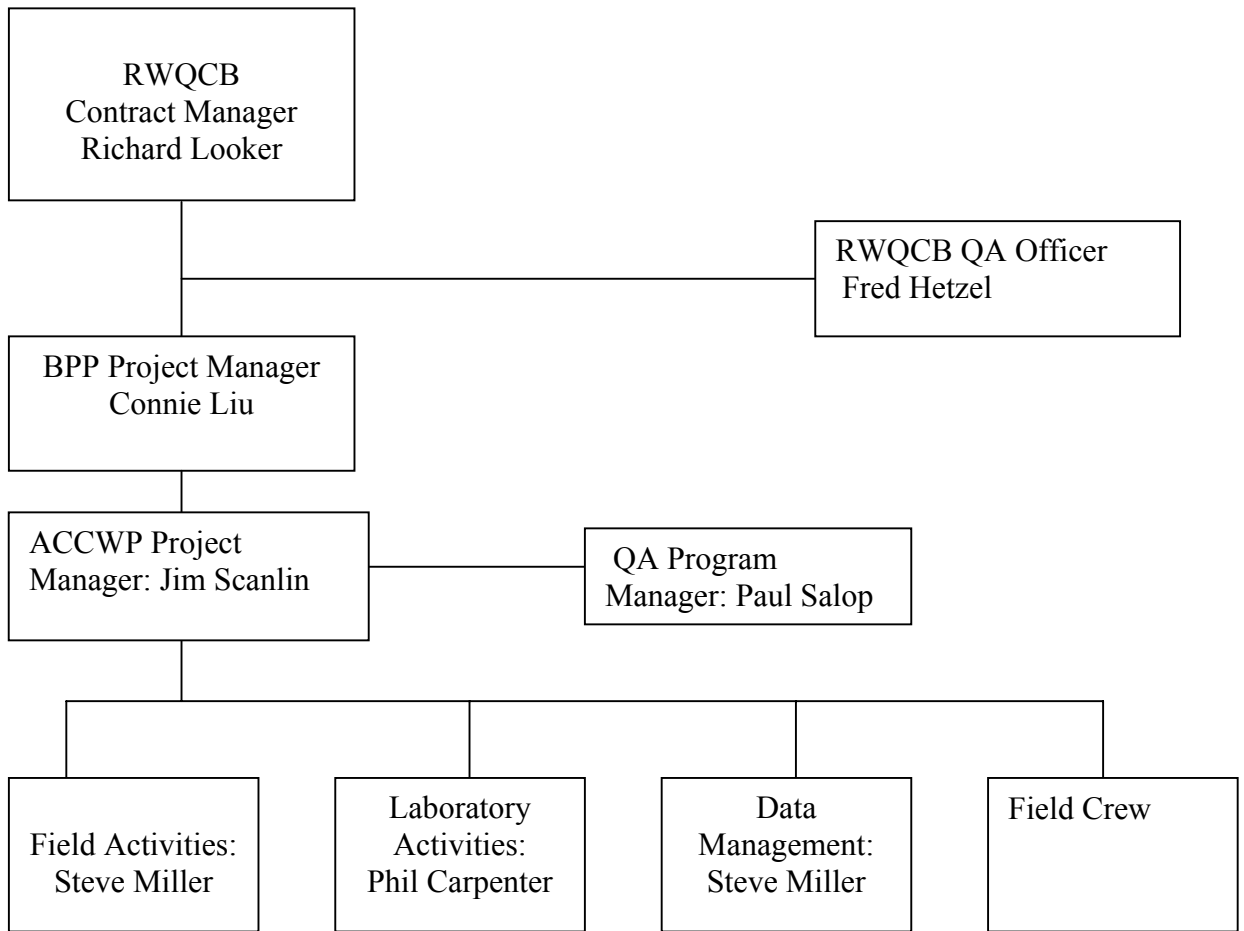 RWQCB
Contract Manager
Richard Looker
RWQCB QA Officer
Fred Hetzel
BPP Project Manager
Connie Liu
ACCWP Project
Manager: Jim Scanlin
QA Program
Manager: Paul Salop
Field Activities:
Steve Miller
Laboratory
Activities:
Phil Carpenter
Data
Management:
Steve Miller
Field Crew